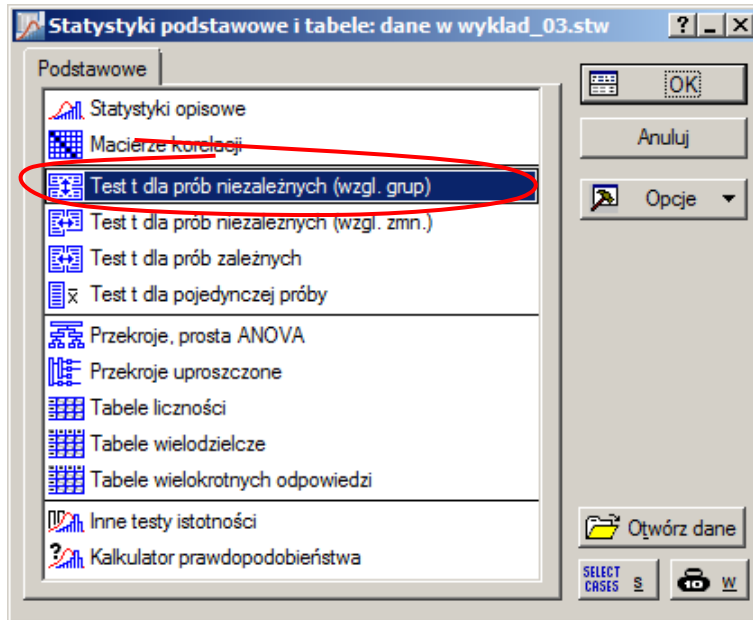 Statystyki podstawowe i tabele: dane w wyklad_03.stw
Podstawowe
Statystyki opisowe
Macierze korelacji
Test t dla prób niezależnych (wzgl. grup)
Test t dla prób niezależnych (wzgl. zmn.)
Test t dla prób zależnych
Test t dla pojedynczej próby
Przekroje, prosta ANOVA
Przekroje uproszczone
Tabele liczności
Tabele wielodzielcze
Tabele wielokrotnych odpowiedzi
Inne testy istotności
Kalkulator prawdopodobieństwa
OK
Anuluj
Opcje
Otwórz dane
SELECT CASES S
10 W